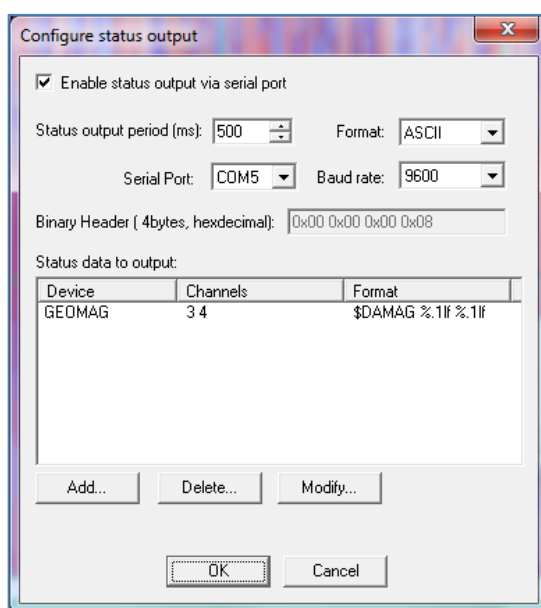 Configure status output
Enable status output via serial port
Status output period (ms): 500 Format: ASCII
Serial Port: COM5 Baud rate: 9600
Binary Header ( 4bytes, hexdecimal): 0x00 0x00 0x00 0x08
Status data to output:
Device Channels Format
GEOMAG 3 4 $DAMAG %.1lf %.1lf
Add... Delete... Modify...
OK Cancel